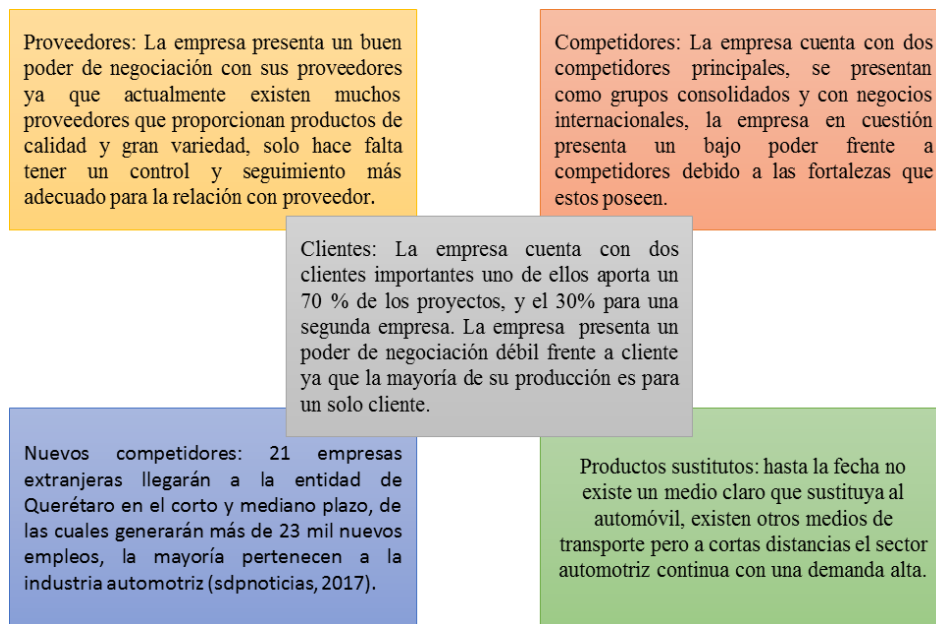 Proveedores: La empresa presenta un buen
poder de negociación con sus proveedores
ya que actualmente existen muchos
proveedores que proporcionan productos de
calidad y gran variedad, solo hace falta
tener un control y seguimiento más
adecuado para la relación con proveedor.
Competidores: La empresa cuenta con dos
competidores principales, se presentan
como grupos consolidados y con negocios
internacionales, la empresa en cuestión
presenta un bajo poder frente a
competidores debido a las fortalezas que
estos poseen.
Clientes: La empresa cuenta con dos
clientes importantes uno de ellos aporta un
70 % de los proyectos, y el 30% para una
segunda empresa. La empresa presenta un
poder de negociación débil frente a cliente
ya que la mayoría de su producción es para
un solo cliente.
Nuevos competidores: 21 empresas
extranjeras llegarán a la entidad de
Querétaro en el corto y mediano plazo, de
las cuales generarán más de 23 mil nuevos
empleos, la mayoría pertenecen a la
industria automotriz (sdpnoticias, 2017).
Productos sustitutos: hasta la fecha no
existe un medio claro que sustituya al
automóvil, existen otros medios de
transporte pero a cortas distancias el sector
automotriz continua con una demanda alta.